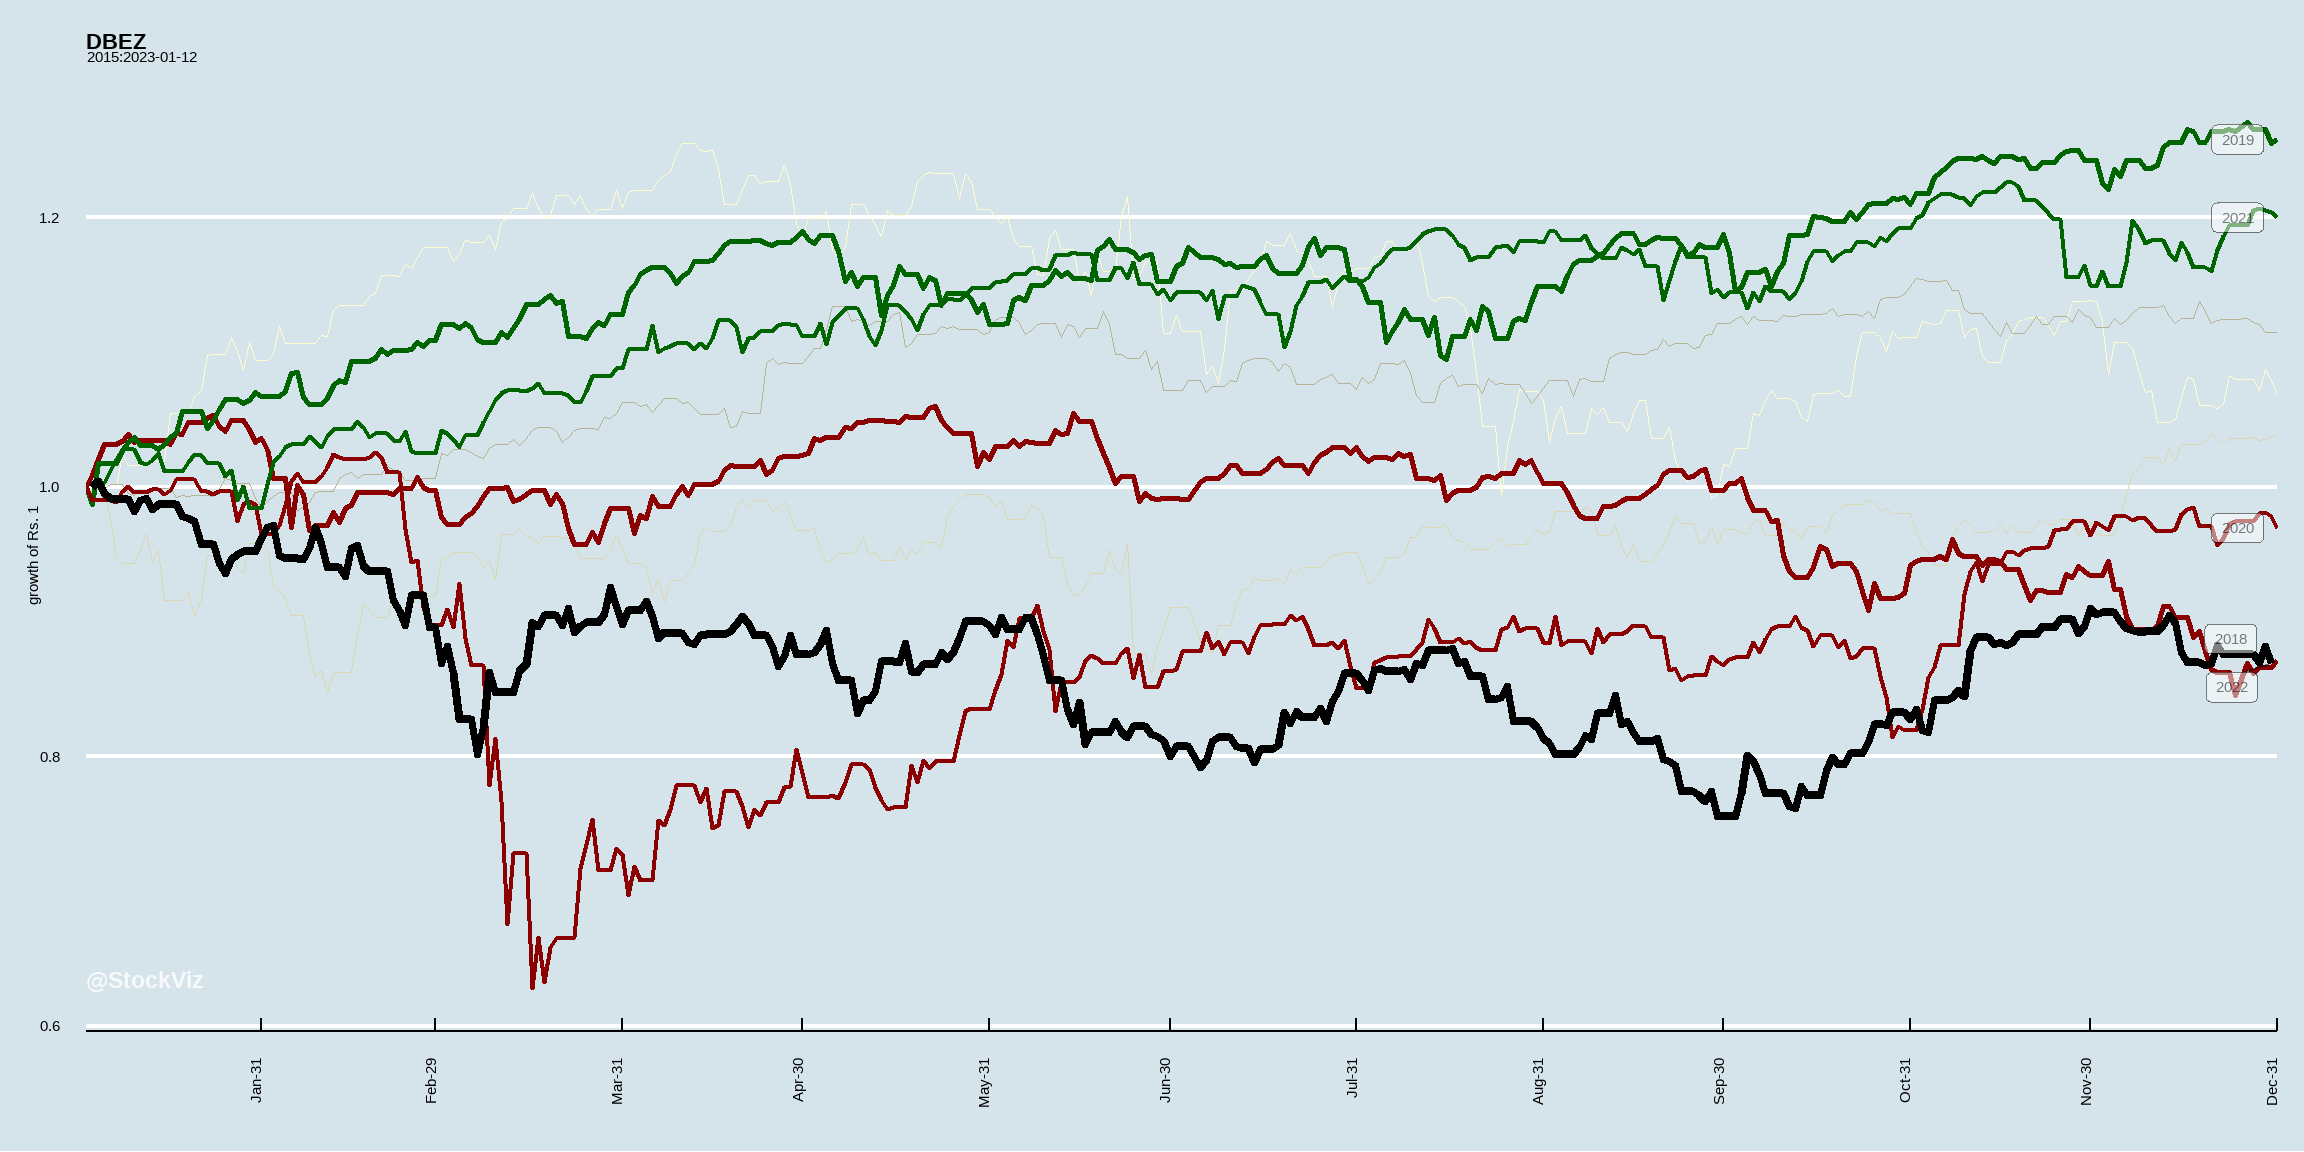 DBEZ
2015:2023-01-12
growth of Rs. 1
1.2
1.0
0.8
0.6
2019
2021
2020
2018
2022
@StockViz
Jan-31
Feb-29
Mar-31
Apr-30
May-31
Jun-30
Jul-31
Aug-31
Sep-30
Oct-31
Nov-30
Dec-31